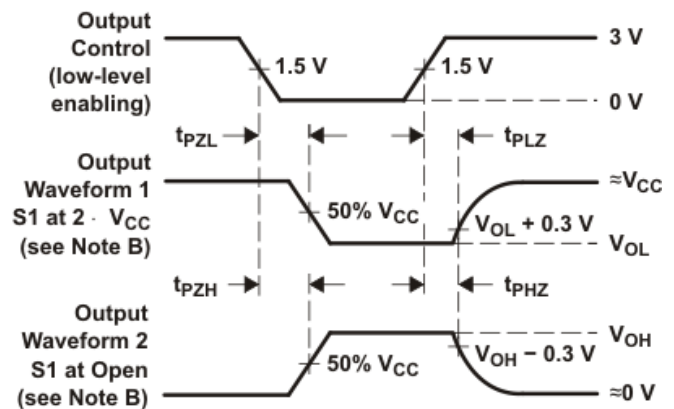 Output
Control
(low-level
enabling)
3 V
1.5 V
1.5 V
0 V
tPZL
tPLZ
Output
Waveform 1
S1 at 2 · VCC
(see Note B)
≈VCC
50% VCC
VOL + 0.3 V
VOL
tPZH
tPHZ
Output
Waveform 2
S1 at Open
(see Note B)
VOH
50% VCC
VOH − 0.3 V
≈0 V